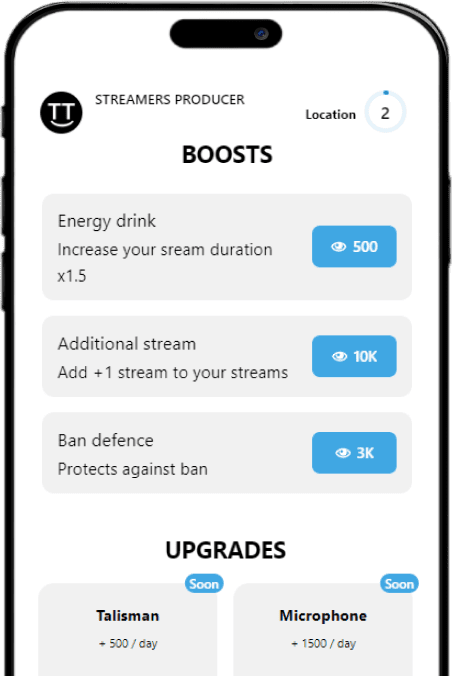 TT
STREAMERS PRODUCER
Location 2
BOOSTS
Energy drink
Increase your sream duration
x1.5
500
Additional stream
Add +1 stream to your streams
10K
Ban defence
Protects against ban
3K
UPGRADES
Soon
Talisman
+ 500 / day
Soon
Microphone
+ 1500 / day